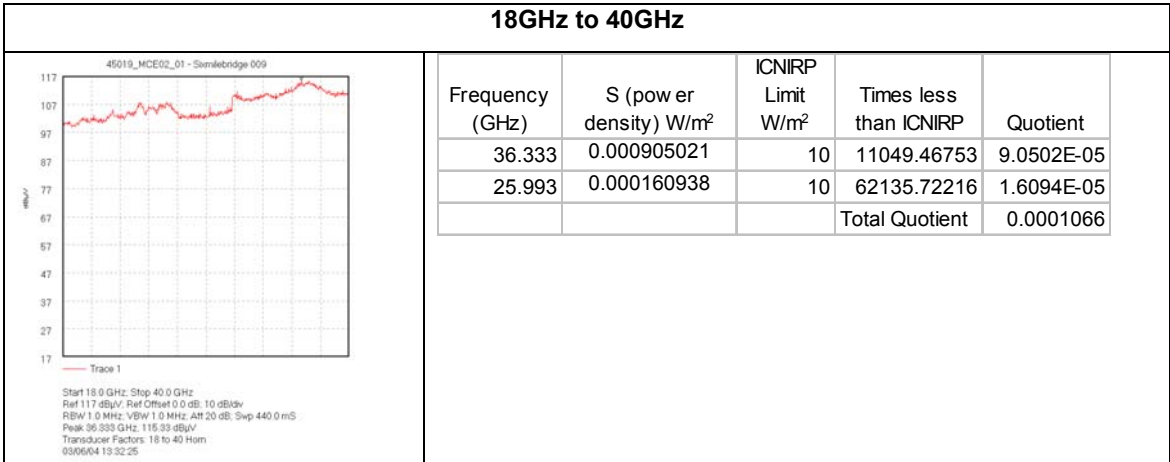 18GHz to 40GHz
45019_MCE02_01 - Sixmilebridge 009
117
107
97
87
77
67
57
47
37
27
17
dBµV
Trace 1
Start 18.0 GHz; Stop 40.0 GHz
Ref 117 dBµV; Ref Offset 0.0 dB; 10 dB/div
RBW 1.0 MHz; VBW 1.0 MHz; Att 20 dB; Swp 440.0 mS
Peak 36.333 GHz, 115.33 dBµV
Transducer Factors: 18 to 40 Horn
03/06/04 13:32:25
Frequency (GHz) S (pow er density) W/m² ICNIRP Limit W/m² Times less than ICNIRP Quotient
36.333 0.000905021 10 11049.46753 9.0502E-05
25.993 0.000160938 10 62135.72216 1.6094E-05
Total Quotient 0.0001066